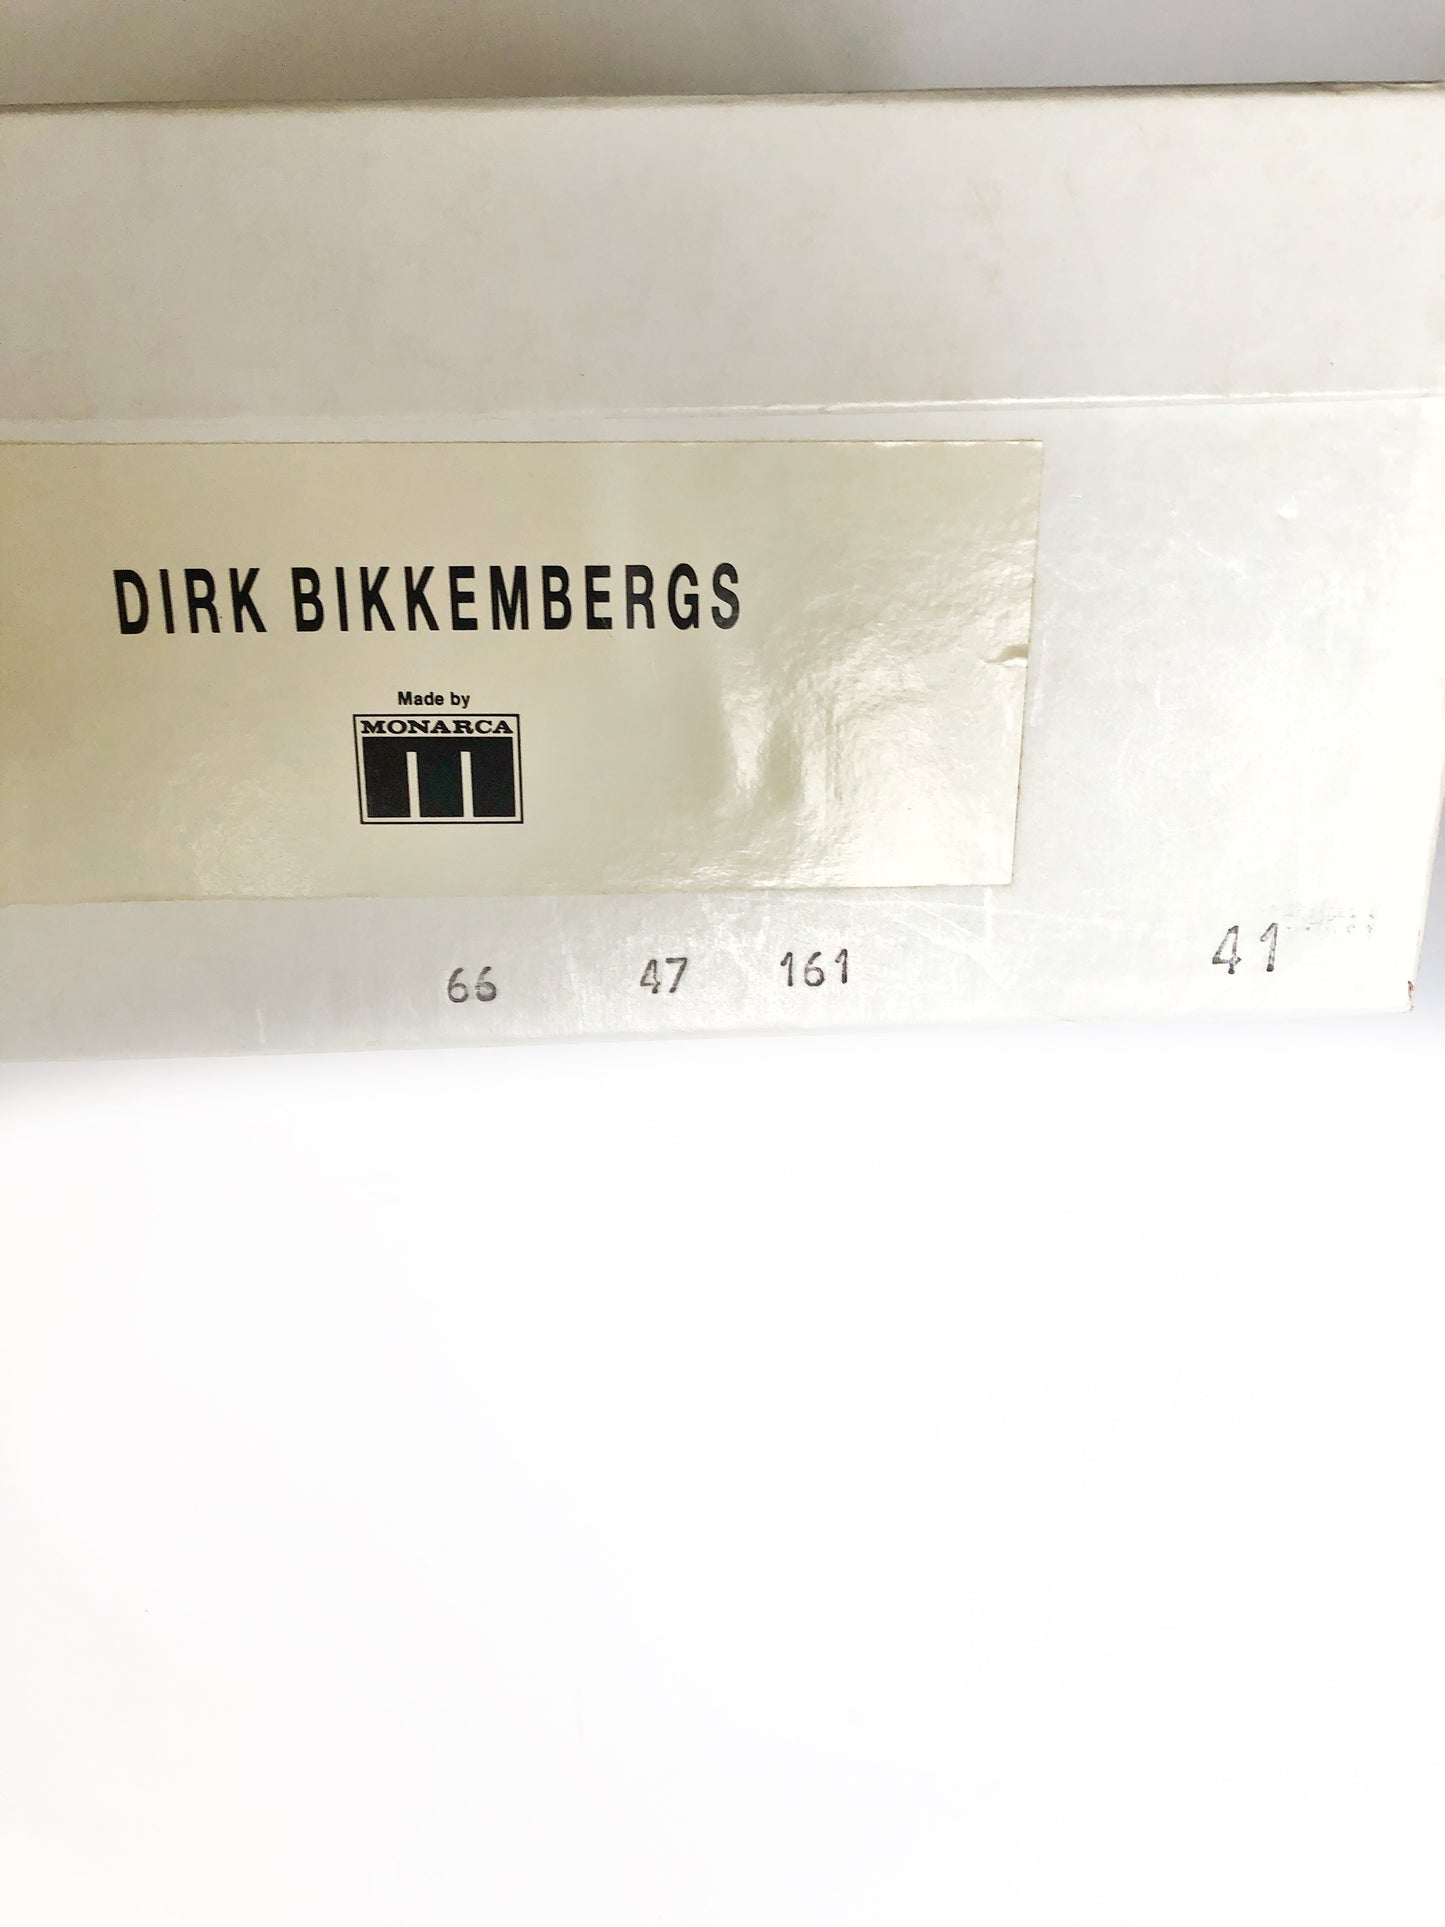 DIRK BIKKEMBERGS
Made by
MONARCA
66 47 161 41